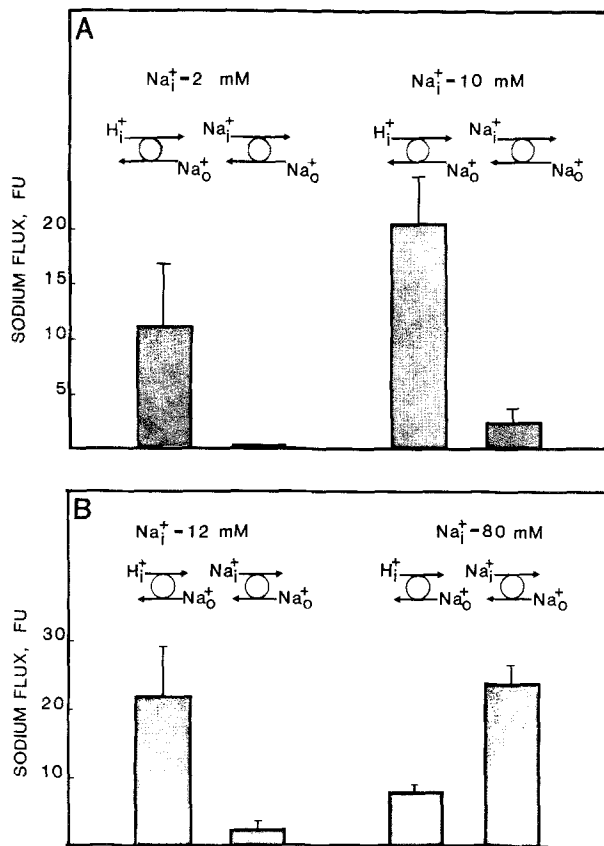 A
Na⁺ᵢ-2 mM
Na⁺ᵢ-10 mM
H⁺ᵢ
Na⁺ᵢ
H⁺ᵢ
Na⁺ᵢ
Na⁺ₒ
Na⁺ₒ
Na⁺ₒ
Na⁺ₒ
SODIUM FLUX, FU
20
15
10
5
B
Na⁺ᵢ-12 mM
Na⁺ᵢ-80 mM
H⁺ᵢ
Na⁺ᵢ
H⁺ᵢ
Na⁺ᵢ
Na⁺ₒ
Na⁺ₒ
Na⁺ₒ
Na⁺ₒ
SODIUM FLUX, FU
30
20
10